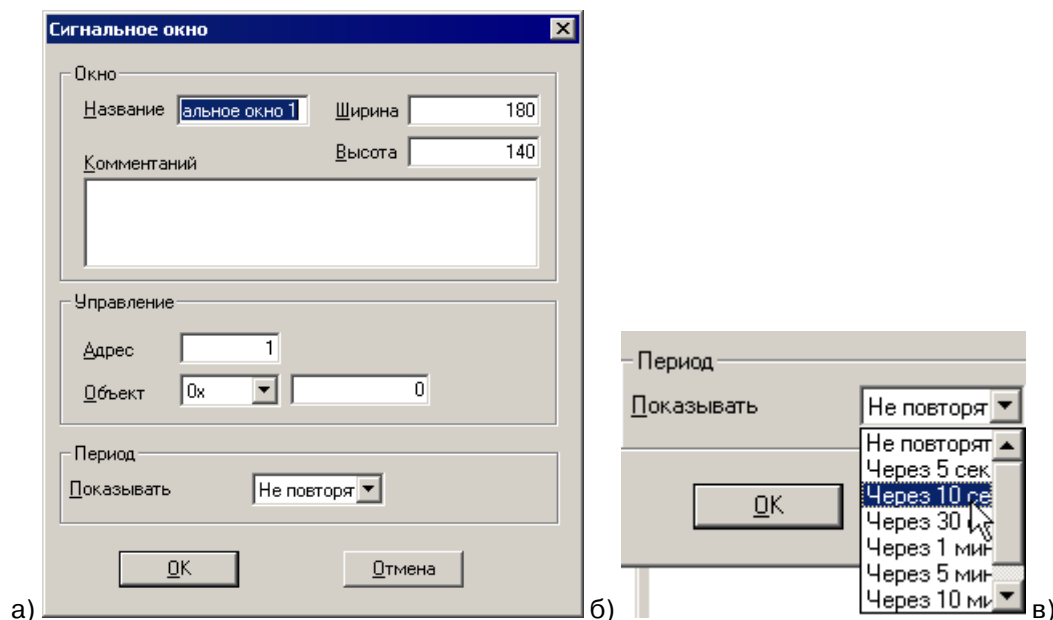 Сигнальное окно
Окно
Название альное окно 1 Ширина 180
Высота 140
Комментаний
Управление
Адрес 1
Объект 0x 0
Период
Показывать Не повторят
OK Отмена
а)
Период
Показывать Не повторят
Не повторят
Через 5 сек
Через 10 се
Через 30
Через 1 мин
Через 5 мин
Через 10 ми
OK
б)
в)